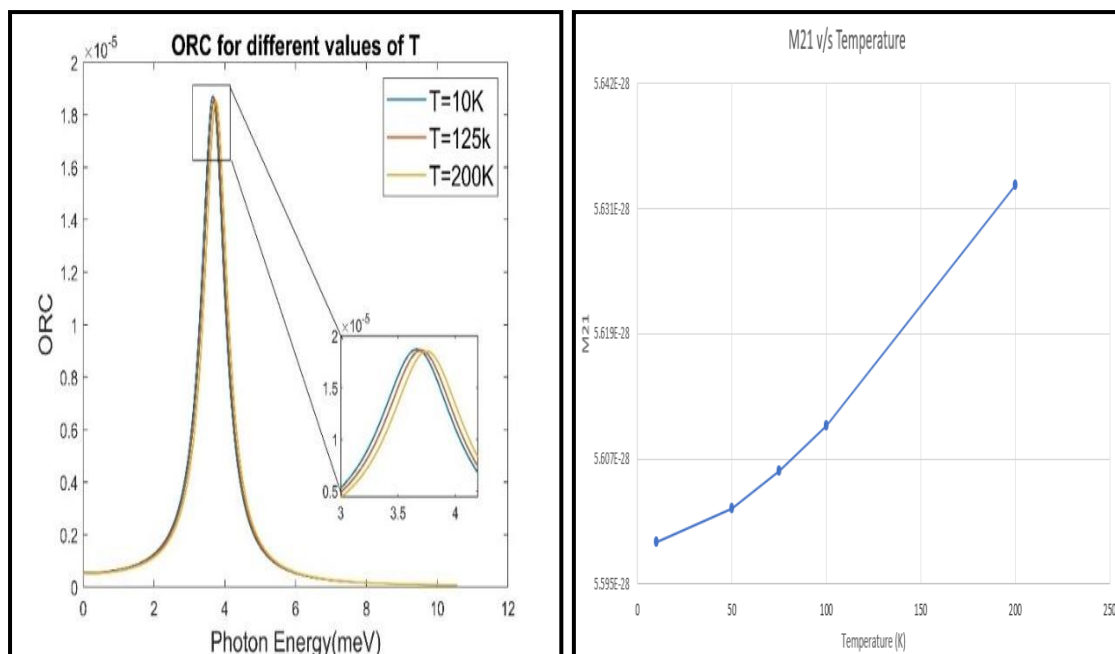 ORC for different values of T
×10^-5
2
1.8
1.6
1.4
1.2
1
0.8
0.6
0.4
0.2
0
0 2 4 6 8 10 12
ORC
Photon Energy(meV)
T=10K
T=125k
T=200K
×10^-5
2
1.5
1
0.5
3 3.5 4
M21 v/s Temperature
5.642E-28
5.631E-28
5.619E-28
5.607E-28
5.595E-28
M21
0 50 100 150 200 250
Temperature (K)